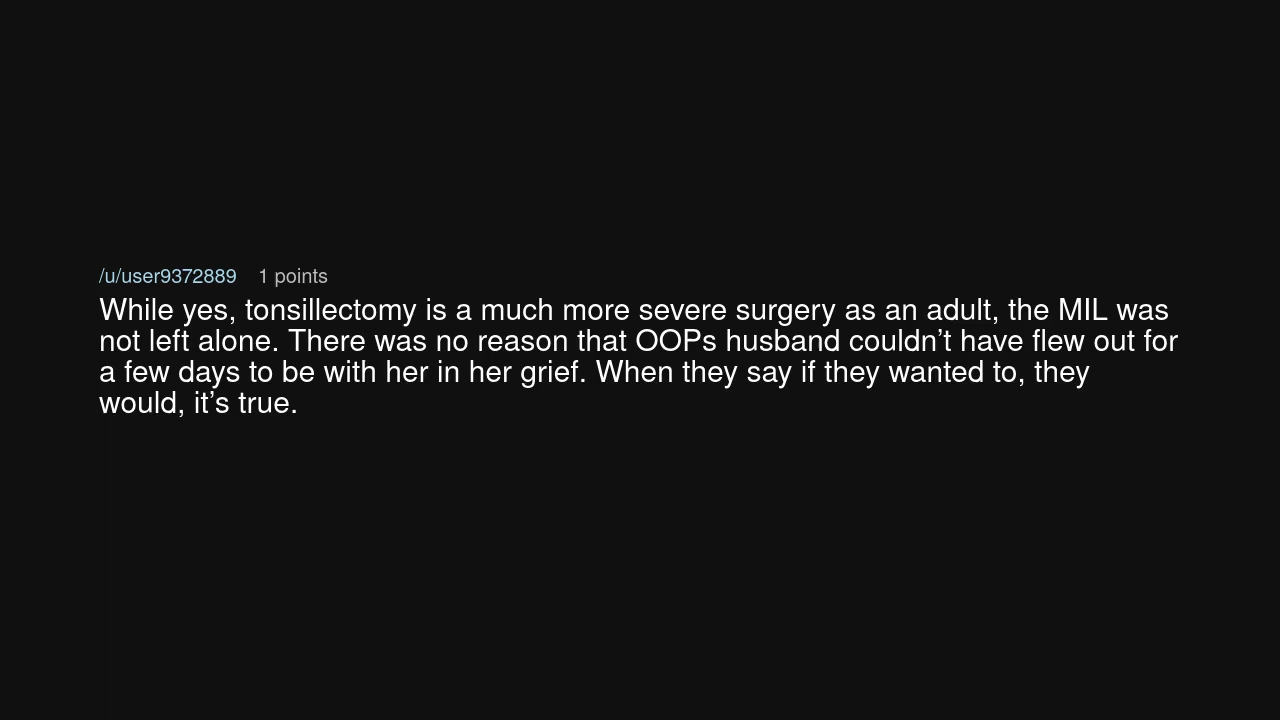 /u/user9372889 1 points
While yes, tonsillectomy is a much more severe surgery as an adult, the MIL was
not left alone. There was no reason that OOPs husband couldn’t have flew out for
a few days to be with her in her grief. When they say if they wanted to, they
would, it’s true.